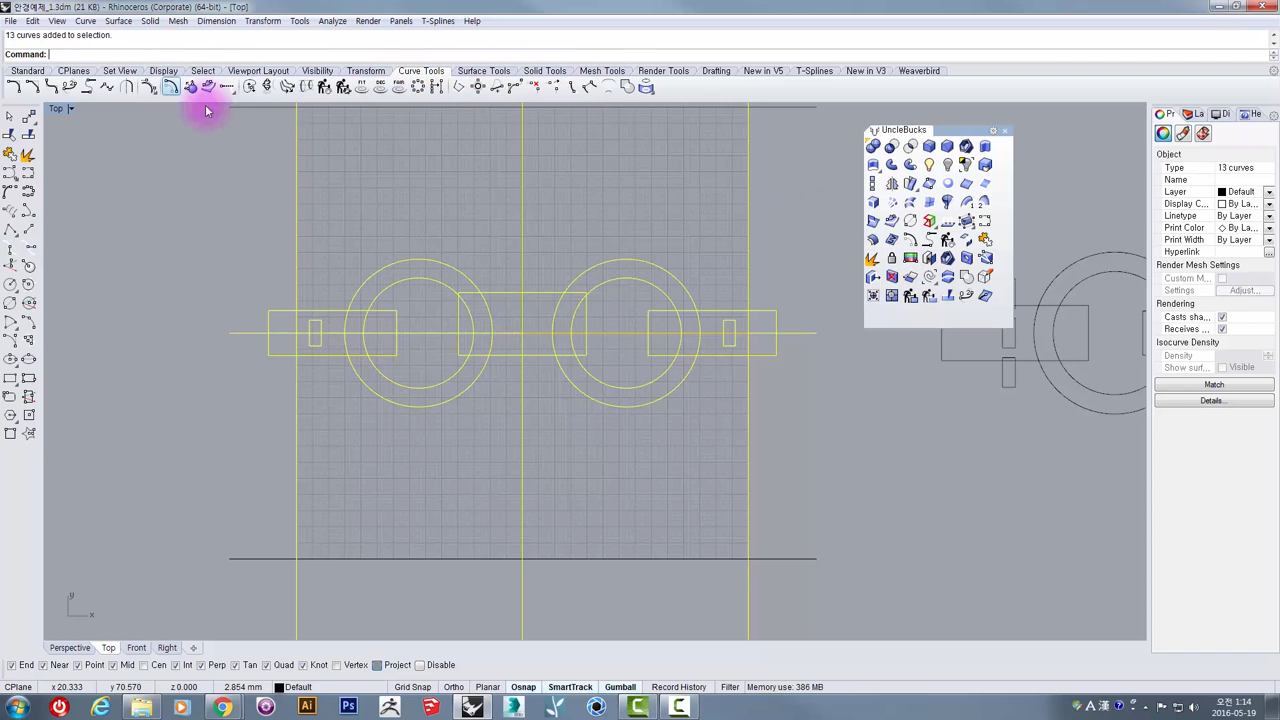 안경예제_1.3dm (21 KB) - Rhinoceros (Corporate) (64-bit) - [Top]
File Edit View Curve Surface Solid Mesh Dimension Transform Tools Analyze Render Panels T-Splines Help
13 curves added to selection.
Command:
Standard CPlanes Set View Display Select Viewport Layout Visibility Transform Curve Tools Surface Tools Solid Tools Mesh Tools Render Tools Drafting New in V5 T-Splines New in V3 Weaverbird
Top
UncleBucks
Pr La Di He
Object
Type 13 curves
Name
Layer Default
Display C... By La...
Linetype By Layer
Print Color By La...
Print Width By Layer
Hyperlink
Render Mesh Settings
Custom M...
Settings Adjust...
Casts sha...
Receives ...
Isocurve Density
Density
Show surf... Visible
Match
Details...
y
x
Perspective Top Front Right
End Near Point Mid Cen Int Perp Tan Quad Knot Vertex Project Disable
CPlane x 20.333 y 70.570 z 0.000 2.854 mm Default Grid Snap Ortho Planar Osnap SmartTrack Gumball Record History Filter Memory use: 386 MB
A 漢
오전 1:14
2016-05-19